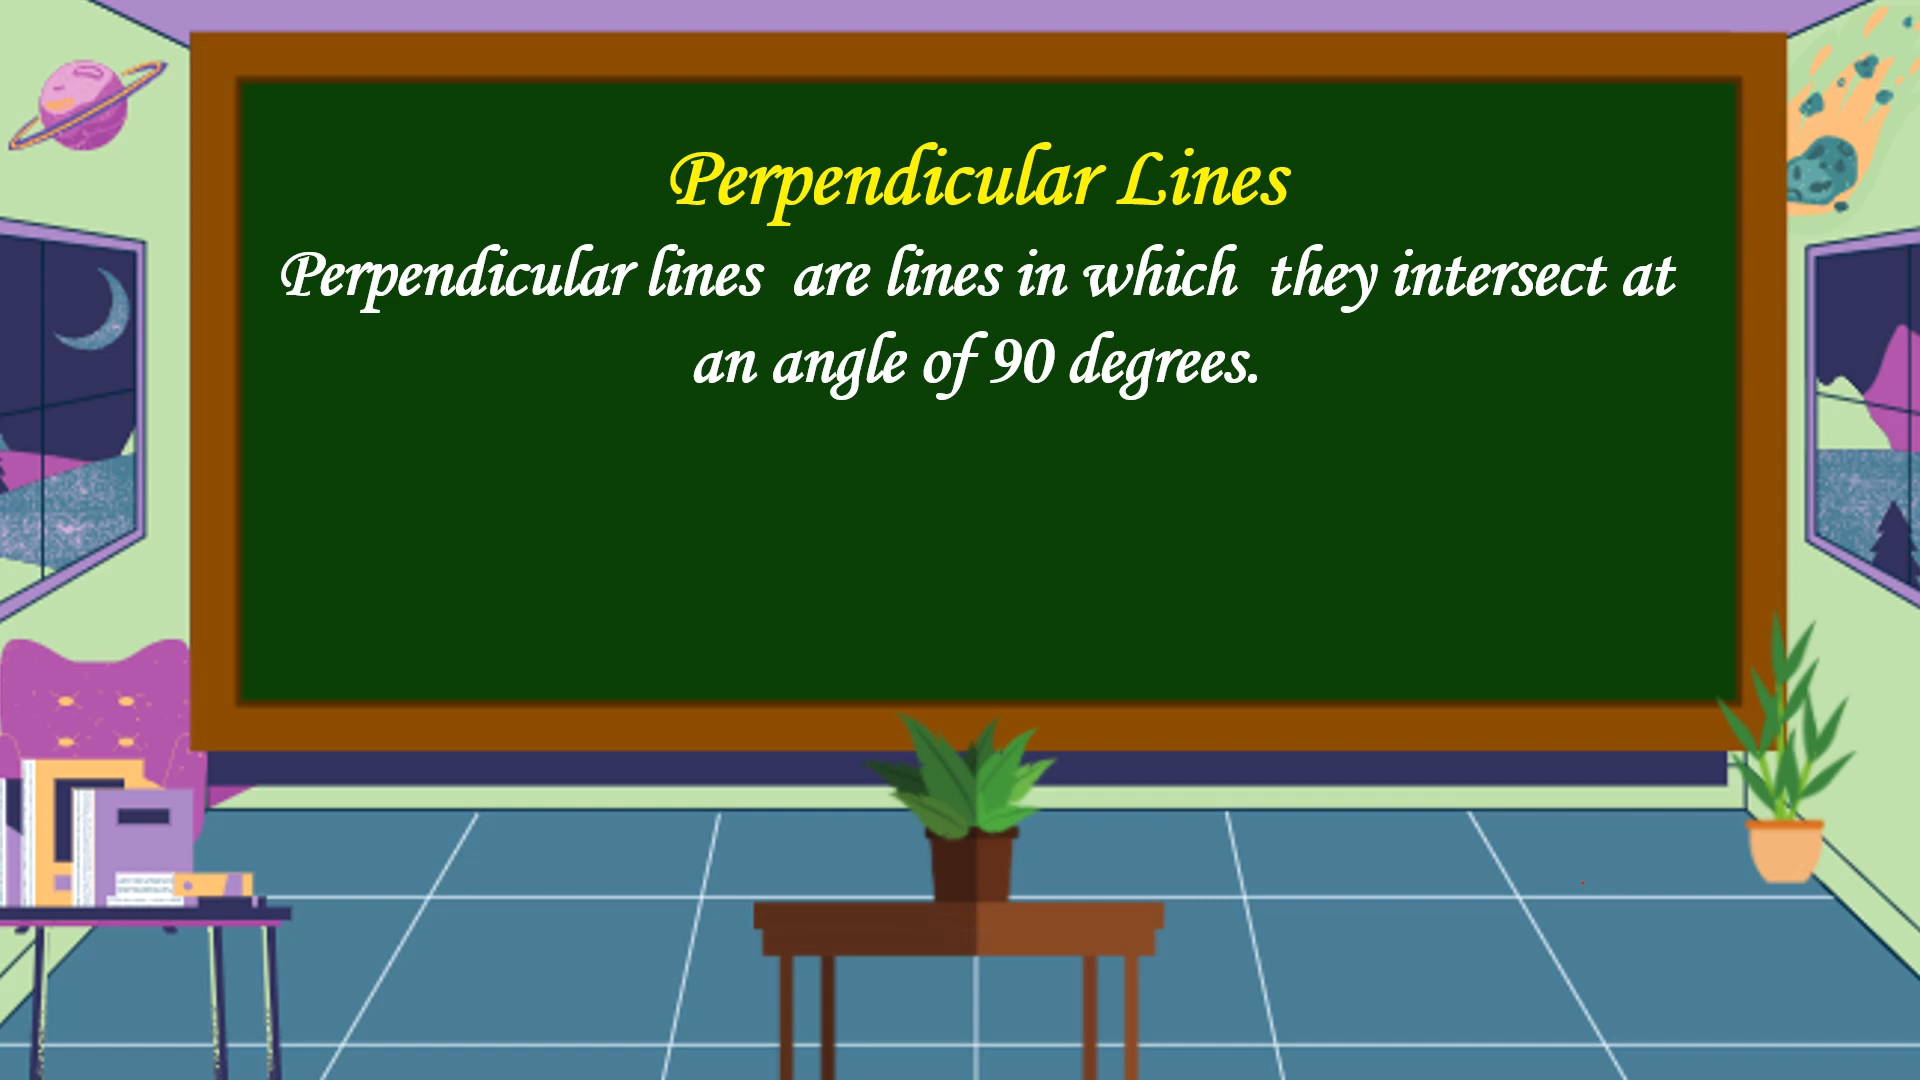 Perpendicular Lines
Perpendicular lines are lines in which they intersect at
an angle of 90 degrees.